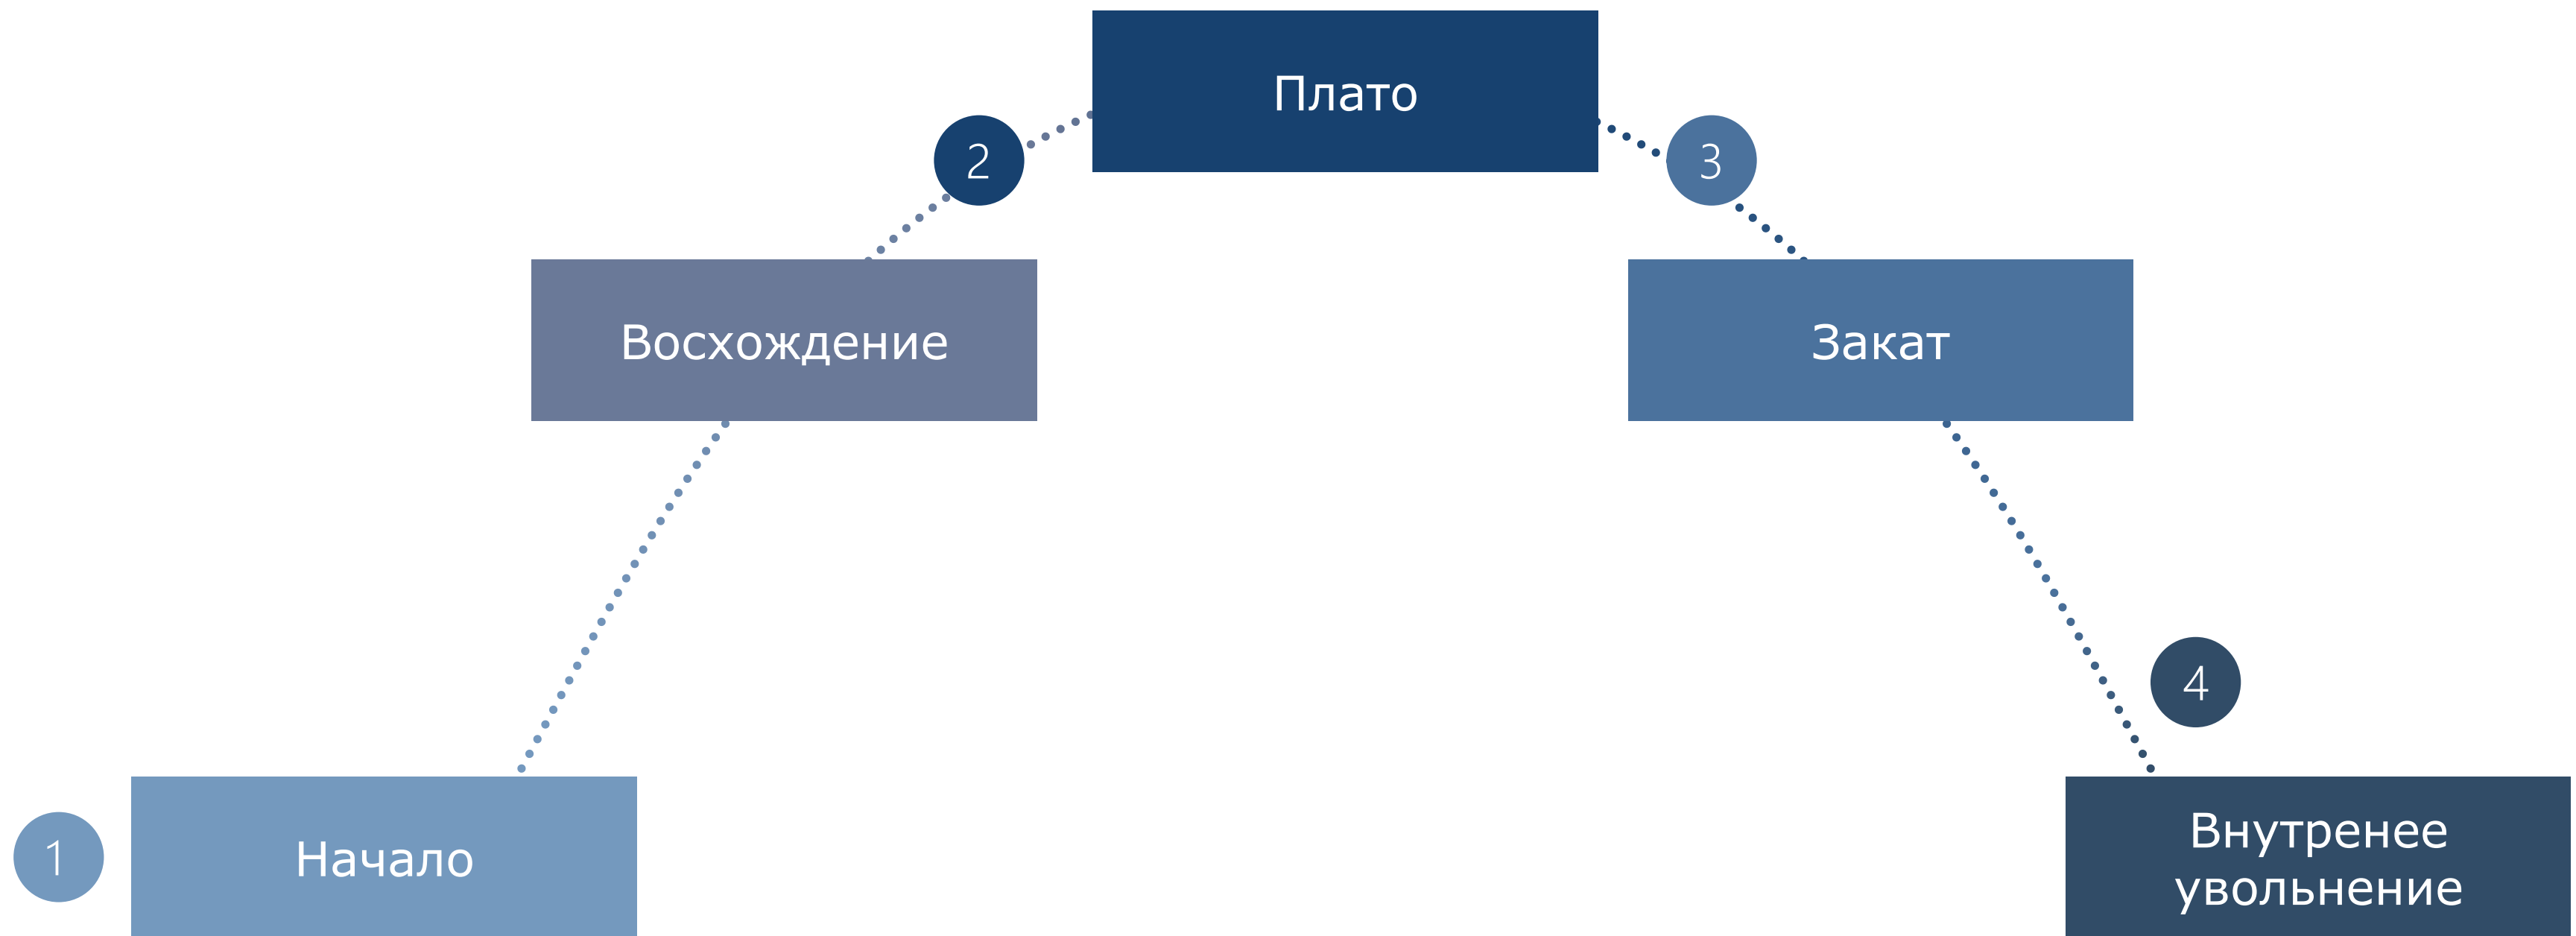 Плато
2
3
Восхождение
Закат
4
1
Начало
Внутренее
увольнение